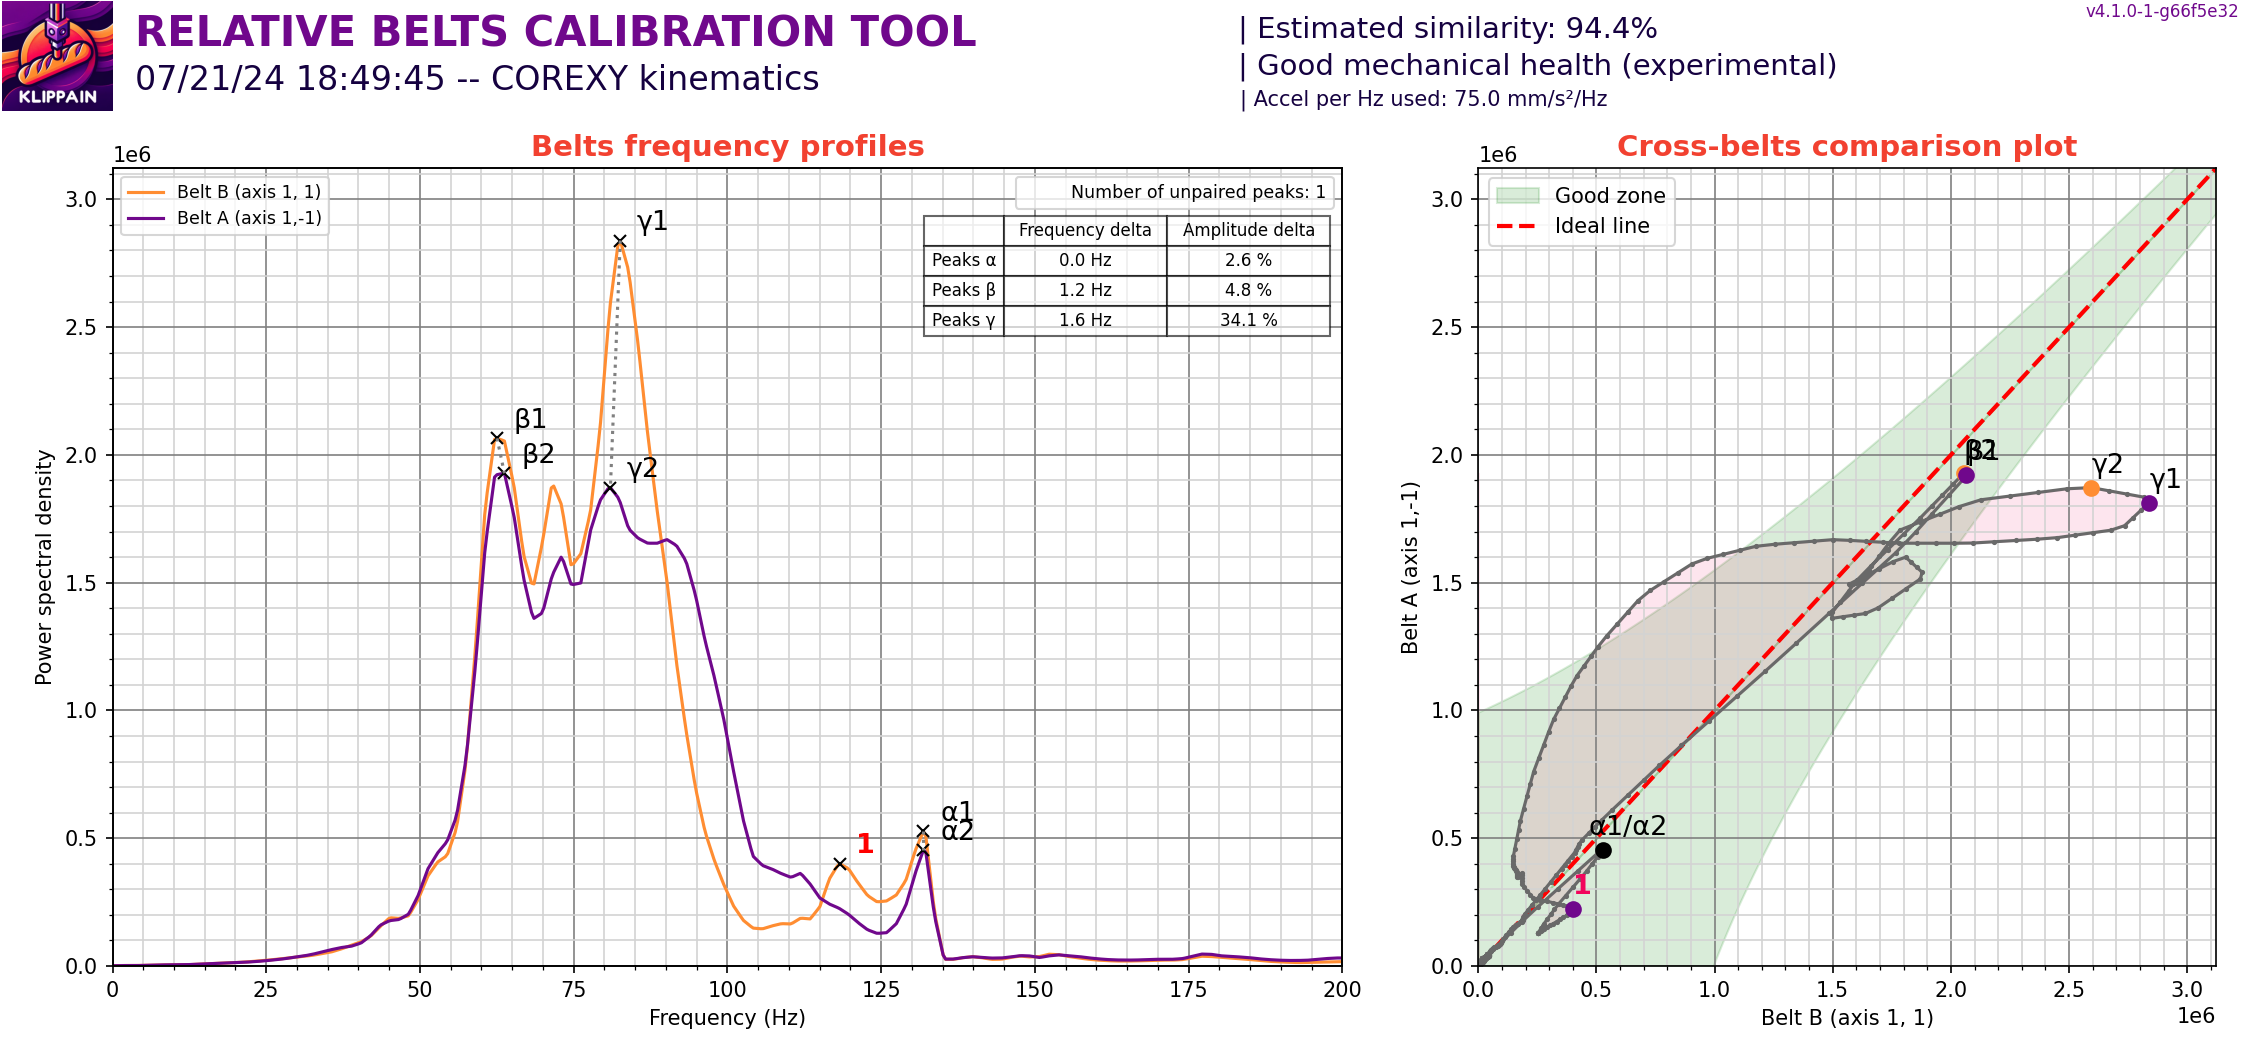 KLIPPAIN
RELATIVE BELTS CALIBRATION TOOL
07/21/24 18:49:45 -- COREXY kinematics
| Estimated similarity: 94.4%
| Good mechanical health (experimental)
| Accel per Hz used: 75.0 mm/s²/Hz
v4.1.0-1-g66f5e32
Belts frequency profiles
1e6
Belt B (axis 1, 1)
Belt A (axis 1,-1)
Number of unpaired peaks: 1
Frequency delta Amplitude delta
Peaks α 0.0 Hz 2.6 %
Peaks β 1.2 Hz 4.8 %
Peaks γ 1.6 Hz 34.1 %
γ1
β1
β2
γ2
α1
α2
1
3.0
2.5
2.0
1.5
1.0
0.5
0.0
Power spectral density
0 25 50 75 100 125 150 175 200
Frequency (Hz)
Cross-belts comparison plot
1e6
Good zone
Ideal line
β1
β2
γ2
γ1
α1/α2
1
3.0
2.5
2.0
1.5
1.0
0.5
0.0
Belt A (axis 1,-1)
0.0 0.5 1.0 1.5 2.0 2.5 3.0
Belt B (axis 1, 1)
1e6